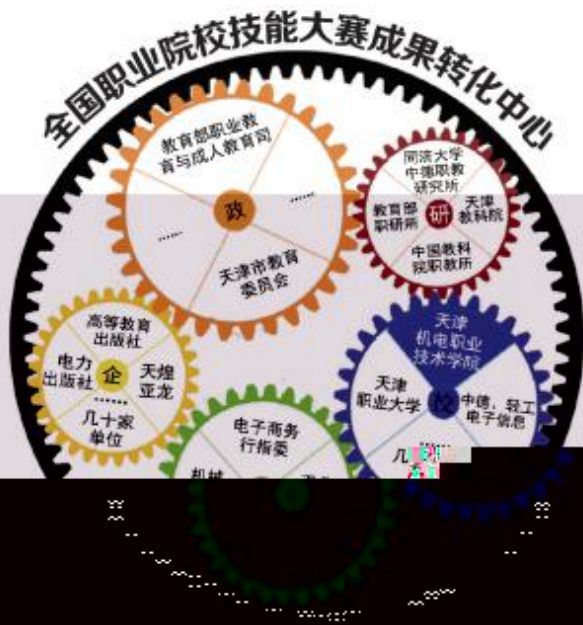 全国职业院校技能大赛成果转化中心
教育部职业教
育与成人教育司
……
……
政
天津市教育
委员会
同济大学
中德职教
研究所
教育部
职研所
研
天津
教科院
中国教科
院职教所
高等教育
出版社
电力
出版社
企
天煌
亚龙
……
几十家
单位
天津
机电职业
技术学院
天津
职业大学
校
中德，轻工
电子信息
……
电子商务
行指委
机械